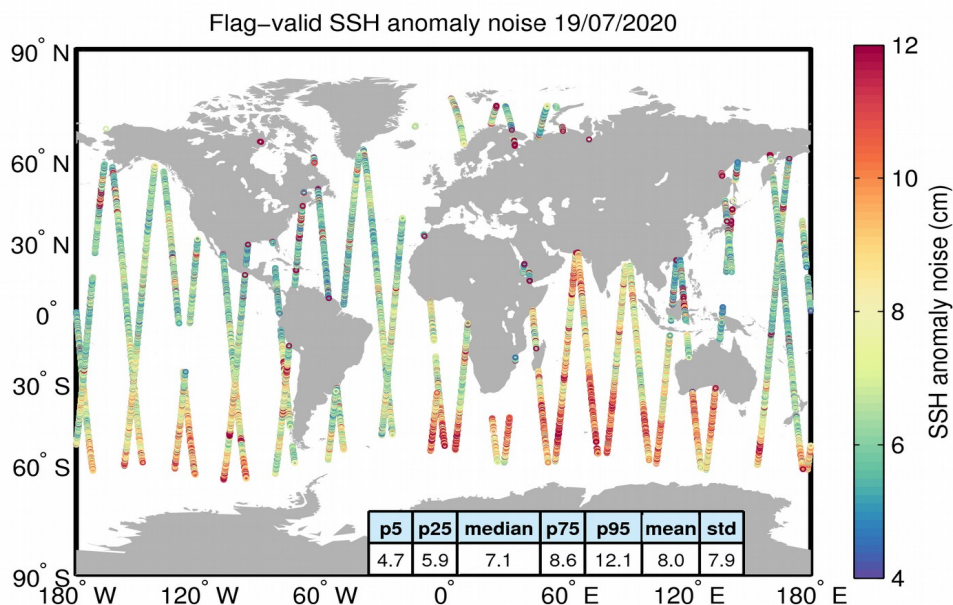 Flag−valid SSH anomaly noise 19/07/2020
90° N
60° N
30° N
0°
30° S
60° S
90° S
180° W
120° W
60° W
0
60° E
120° E
180° E
p5 p25 median p75 p95 mean std
4.7 5.9 7.1 8.6 12.1 8.0 7.9
12
10
8
6
4
SSH anomaly noise (cm)